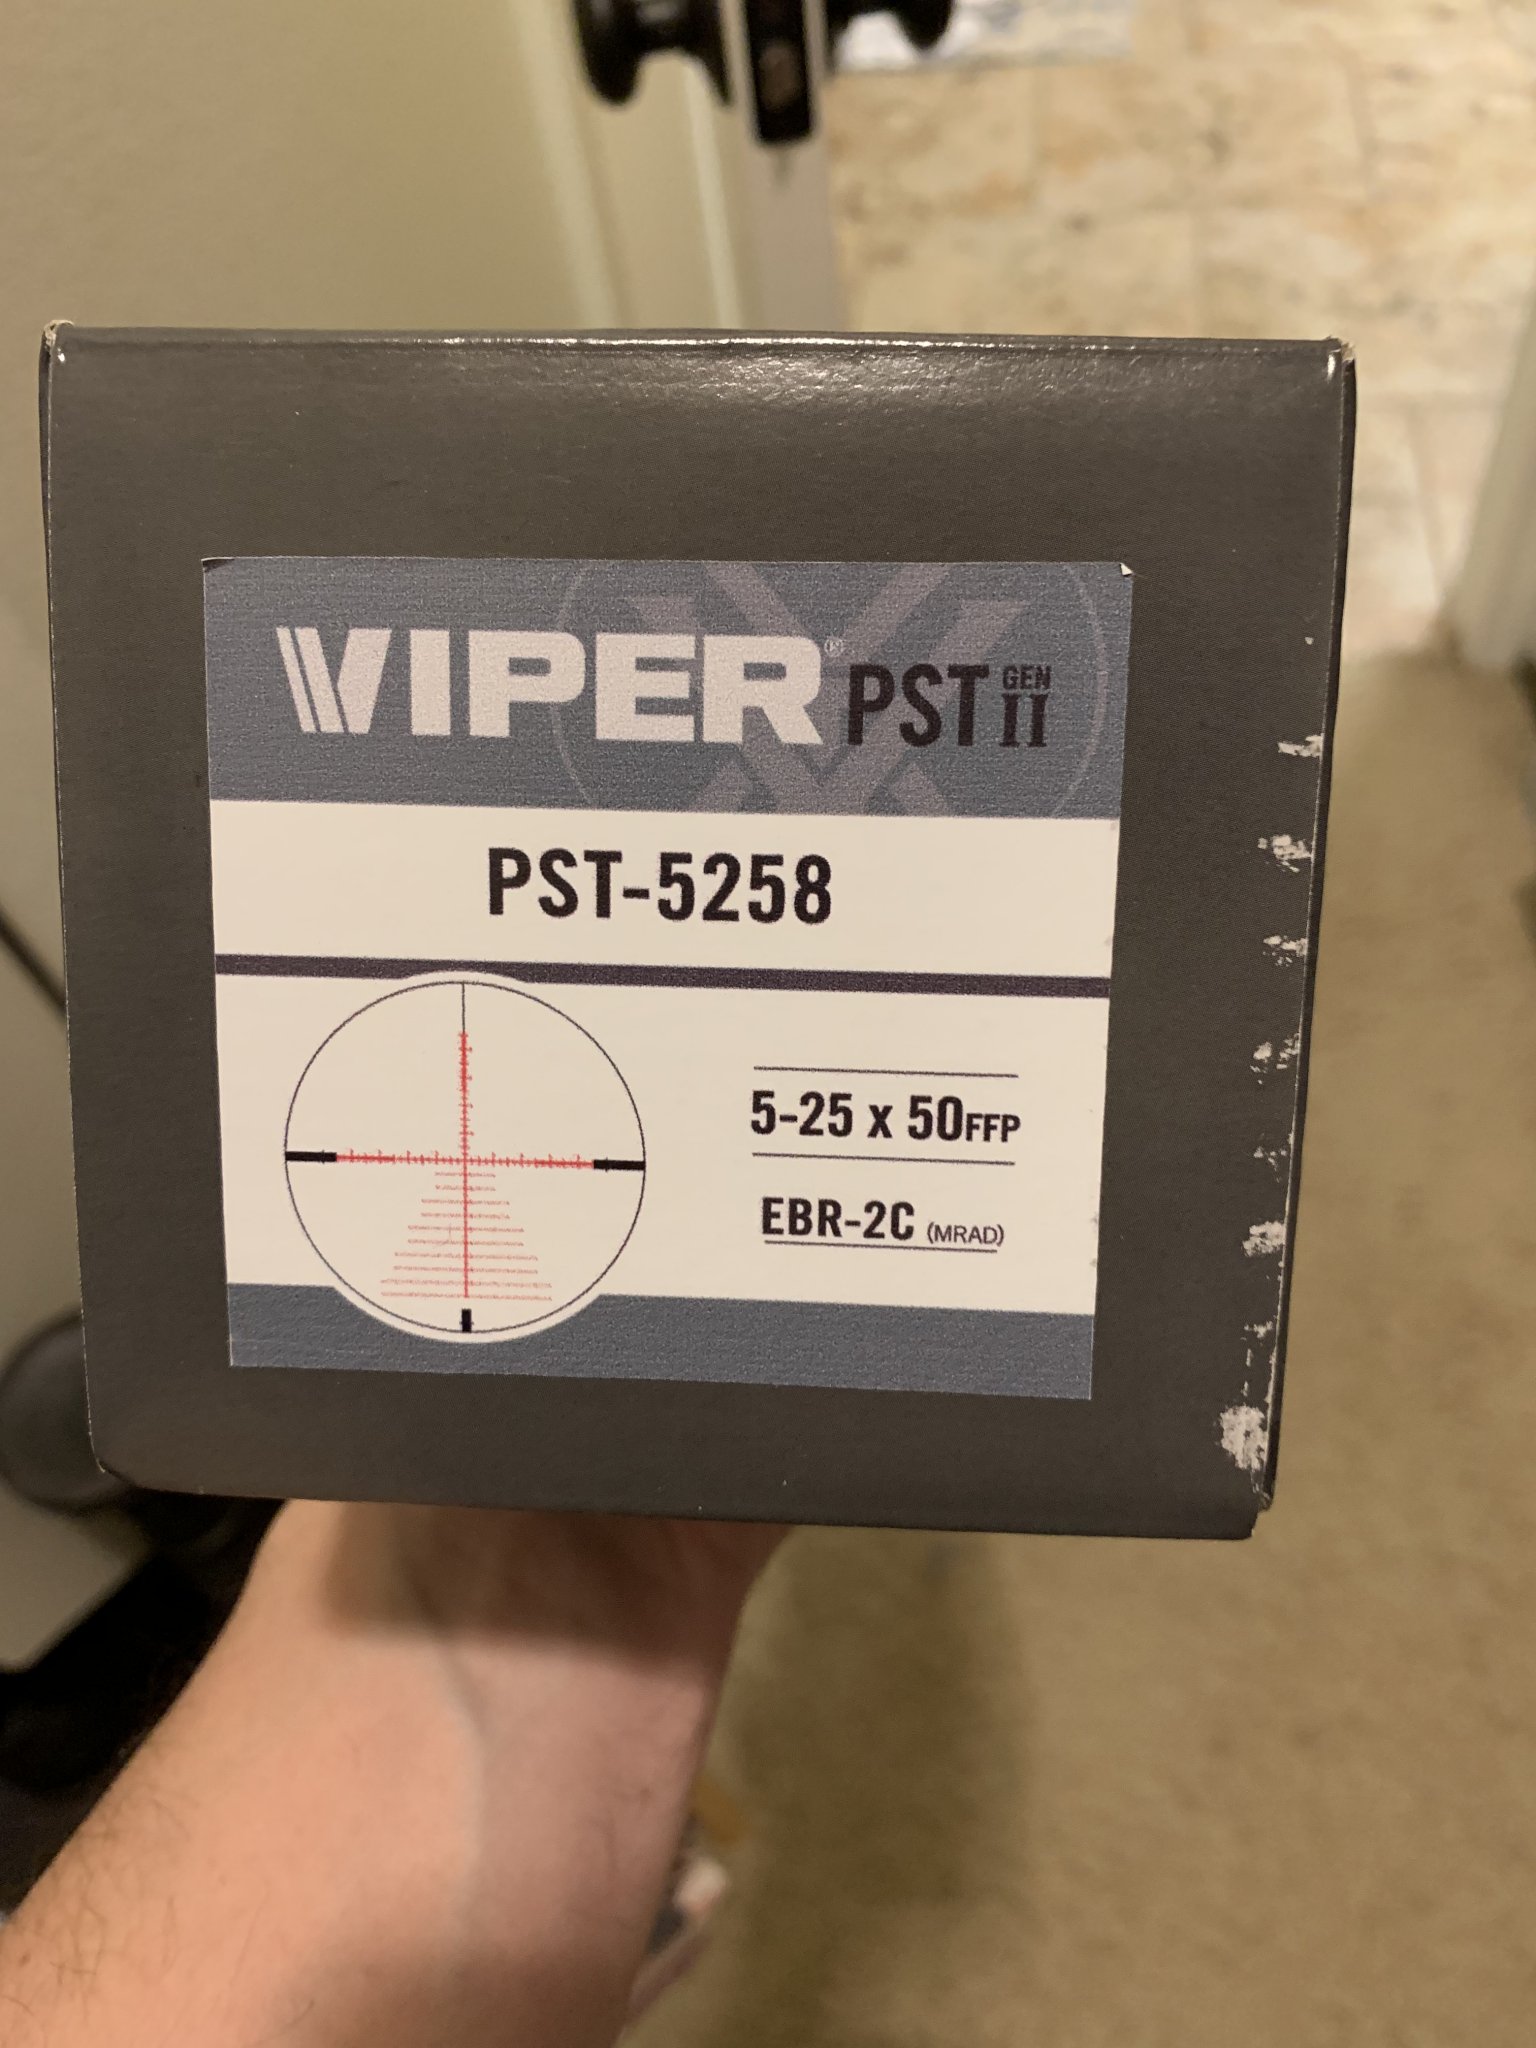 VIPER® PST GEN II
PST-5258
5-25 x 50FFP
EBR-2C (MRAD)